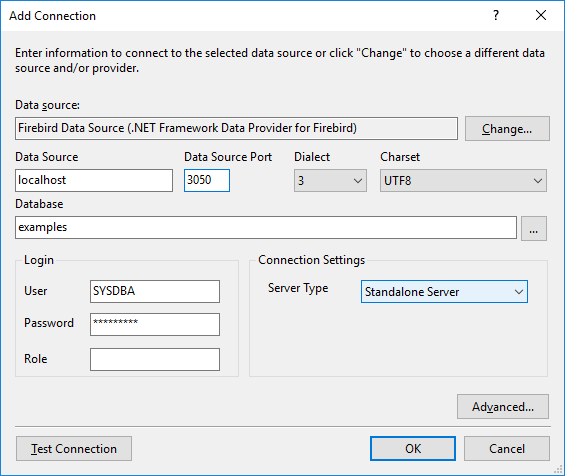 Add Connection
?
Enter information to connect to the selected data source or click "Change" to choose a different data
source and/or provider.
Data source:
Firebird Data Source (.NET Framework Data Provider for Firebird)
Change...
Data Source
Data Source Port
Dialect
Charset
localhost
3050
3
UTF8
Database
examples
...
Login
Connection Settings
User
SYSDBA
Server Type
Standalone Server
Password
*********
Role
Advanced...
Test Connection
OK
Cancel